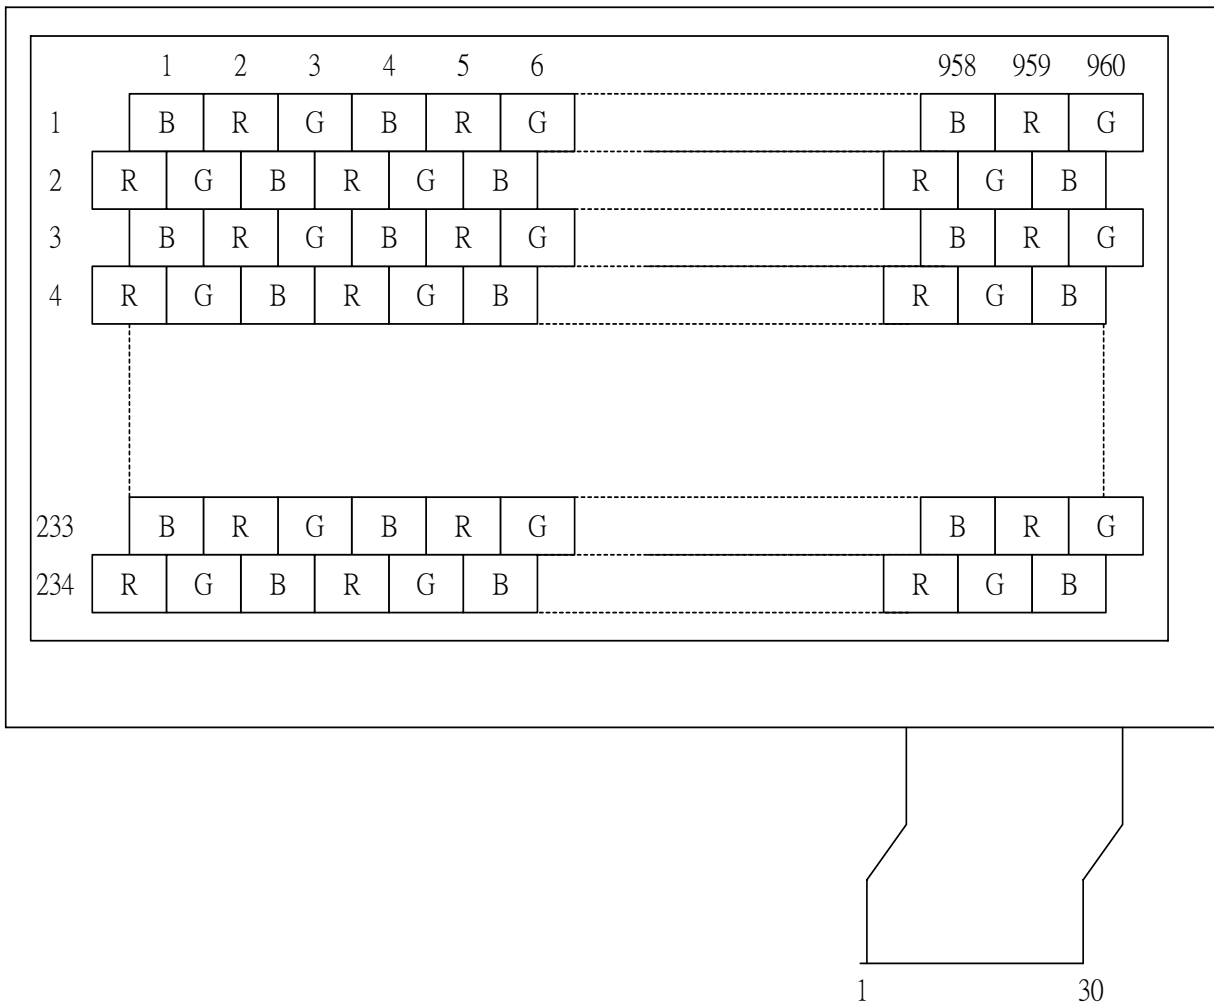 1 2 3 4 5 6 958 959 960
1 B R G B R G B R G
2 R G B R G B R G B
3 B R G B R G B R G
4 R G B R G B R G B
233 B R G B R G B R G
234 R G B R G B R G B
1 30